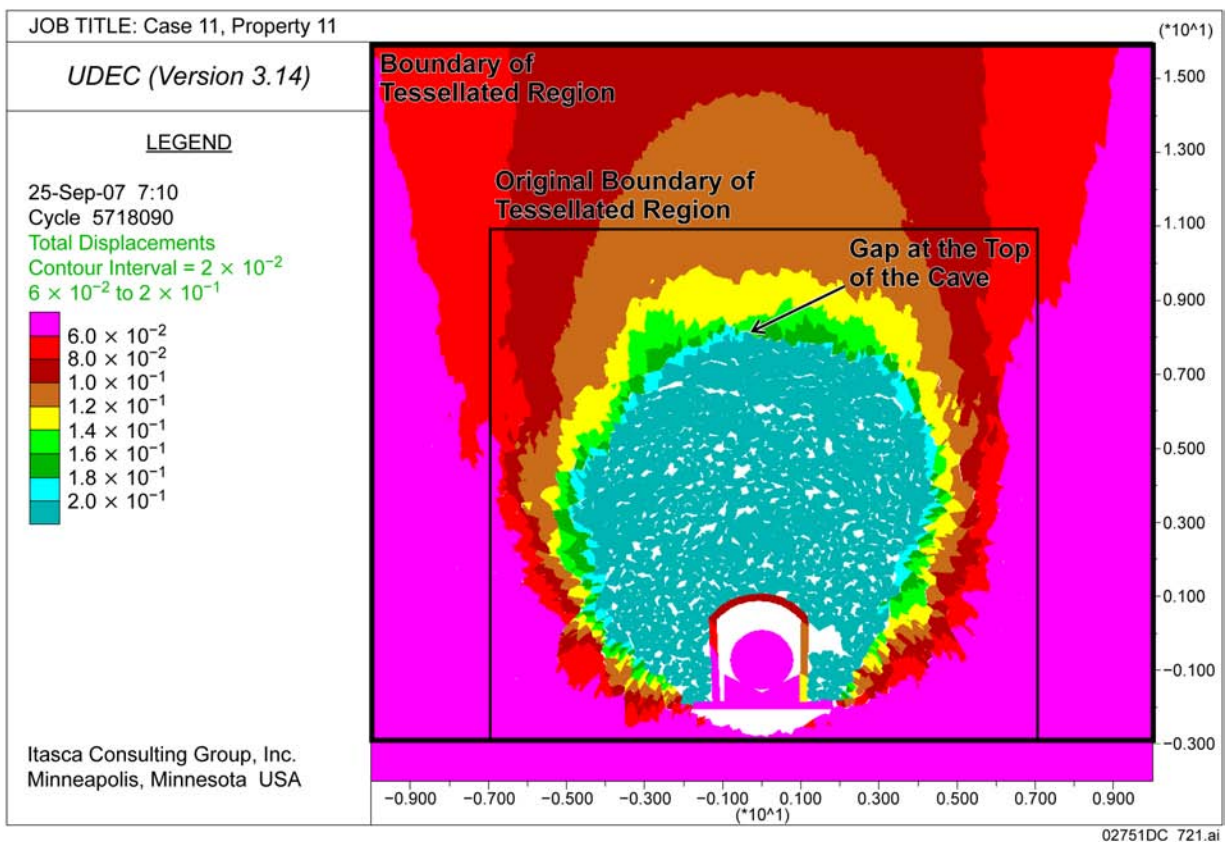 JOB TITLE: Case 11, Property 11
UDEC (Version 3.14)
LEGEND
25-Sep-07 7:10
Cycle 5718090
Total Displacements
Contour Interval = 2 × 10⁻²
6 × 10⁻² to 2 × 10⁻¹
6.0 × 10⁻²
8.0 × 10⁻²
1.0 × 10⁻¹
1.2 × 10⁻¹
1.4 × 10⁻¹
1.6 × 10⁻¹
1.8 × 10⁻¹
2.0 × 10⁻¹
Itasca Consulting Group, Inc.
Minneapolis, Minnesota USA
Boundary of
Tessellated Region
Original Boundary of
Tessellated Region
Gap at the Top
of the Cave
(*10^1)
1.500
1.300
1.100
0.900
0.700
0.500
0.300
0.100
−0.100
−0.300
−0.900 −0.700 −0.500 −0.300 −0.100 0.100 0.300 0.500 0.700 0.900
(*10^1)
02751DC_721.ai